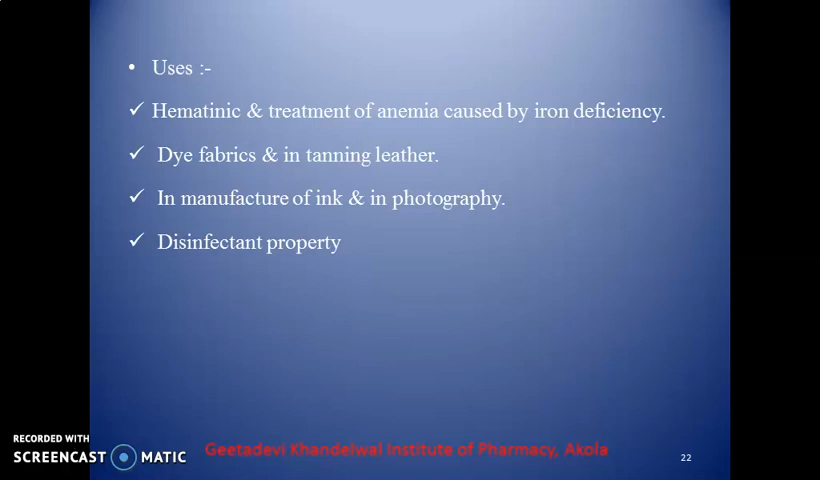 • Uses :-
✓ Hematinic & treatment of anemia caused by iron deficiency.
✓ Dye fabrics & in tanning leather.
✓ In manufacture of ink & in photography.
✓ Disinfectant property
RECORDED WITH
SCREENCAST MATIC
Geetadevi Khandelwal Institute of Pharmacy, Akola
22